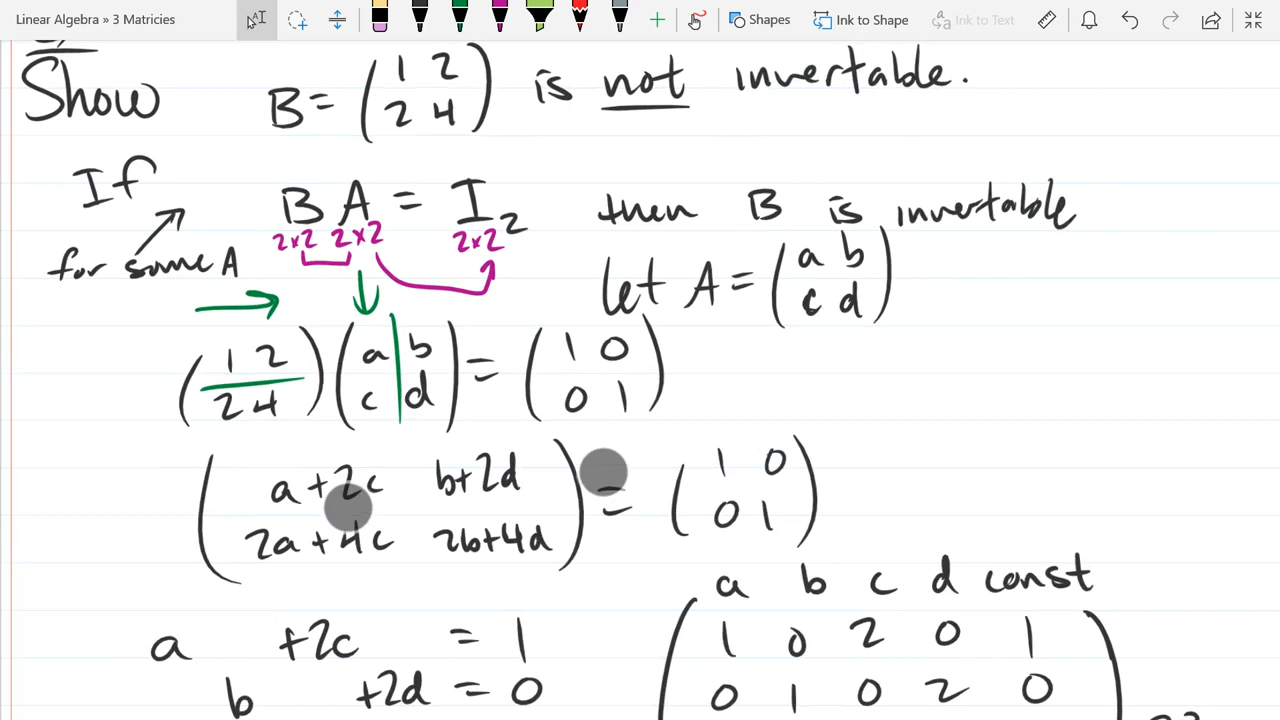 Linear Algebra » 3 Matricies
Shapes
Ink to Shape
Ink to Text
Show B = ( 1 2 is not invertable.
2 4 )
If B A = I₂ then B is invertable
2x2 2x2 2x2
for some A let A = ( a b
c d )
( 1 2 ) ( a b ) = ( 1 0 )
2 4 c d 0 1
( a + 2c b+2d ) = ( 1 0 )
2a + 4c 2b+4d 0 1
a b c d const
a +2c = 1 1 0 2 0 1
b +2d = 0 0 1 0 2 0